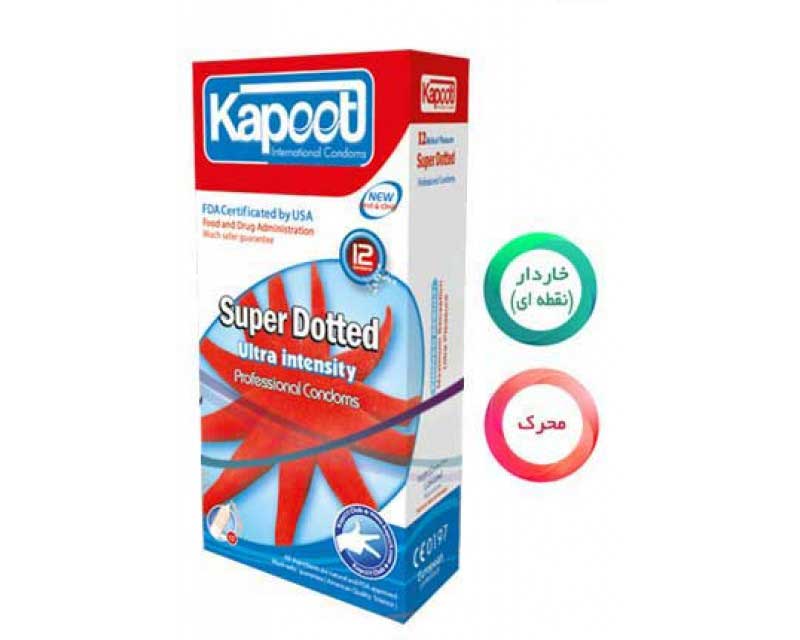 Kapoot
International Condoms
NEW
FDA Certificated by USA
Food and Drug Administration
Much safer guarantee
12
Super Dotted
Ultra intensity
Professional Condoms
Kapoot
12
Super Dotted
Professional Condoms
CE0197
خاردار
(نقطه ای)
محرک